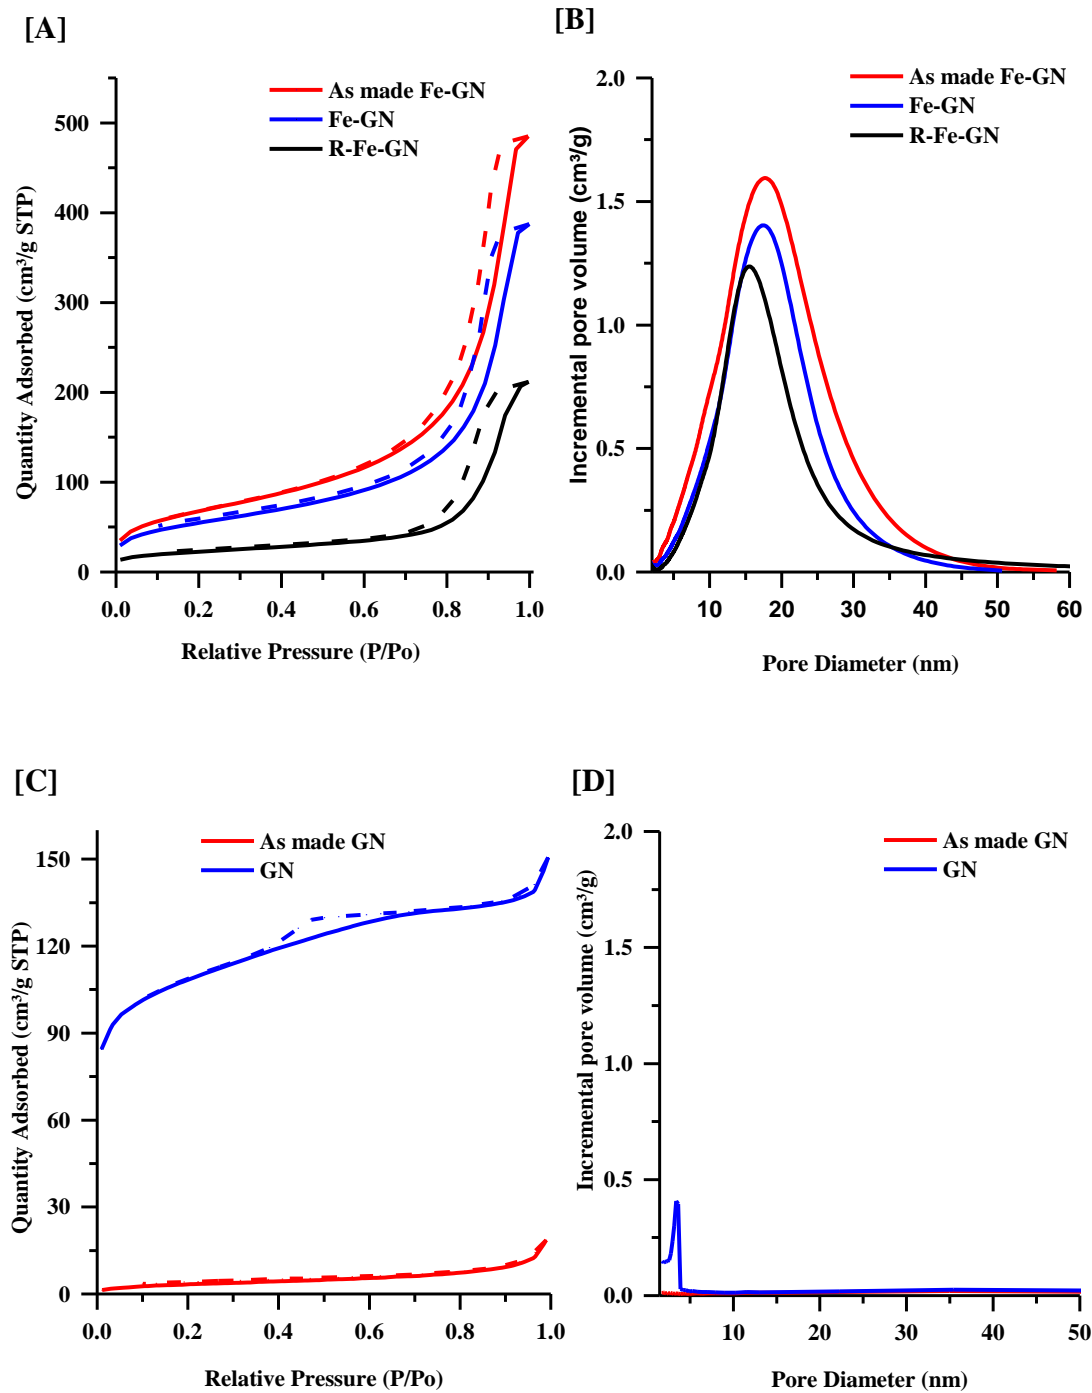 [A]
As made Fe-GN
Fe-GN
R-Fe-GN
Quantity Adsorbed (cm³/g STP)
500
400
300
200
100
0
0.0 0.2 0.4 0.6 0.8 1.0
Relative Pressure (P/Po)
[B]
As made Fe-GN
Fe-GN
R-Fe-GN
Incremental pore volume (cm³/g)
2.0
1.5
1.0
0.5
0.0
10 20 30 40 50 60
Pore Diameter (nm)
[C]
As made GN
GN
Quantity Adsorbed (cm³/g STP)
150
120
90
60
30
0
0.0 0.2 0.4 0.6 0.8 1.0
Relative Pressure (P/Po)
[D]
As made GN
GN
Incremental pore volume (cm³/g)
2.0
1.5
1.0
0.5
0.0
10 20 30 40 50
Pore Diameter (nm)